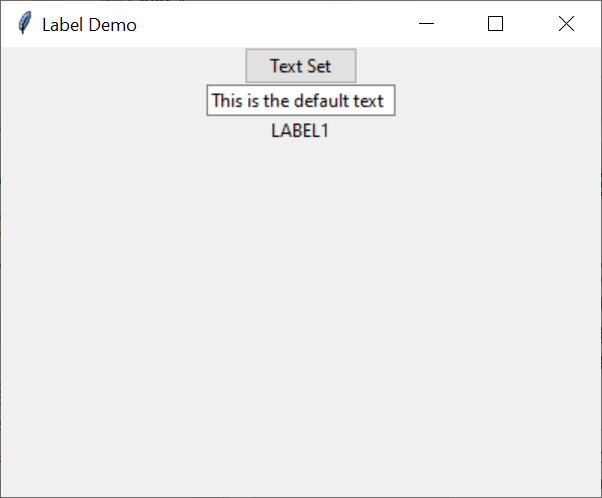 Label Demo
Text Set
This is the default text
LABEL1